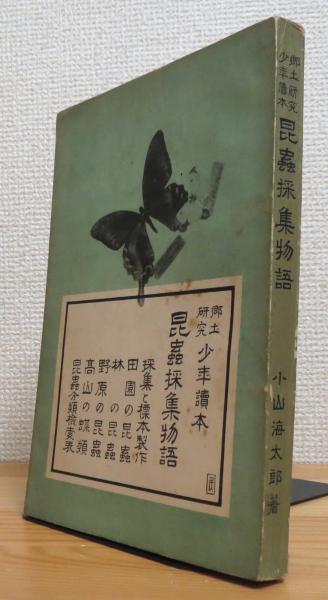 郷土研究
少年讀本
昆蟲採集物語
小山海太郎著
郷土
研究
少年讀本
昆蟲採集物語
採集と標本製作
田園の昆蟲
林の昆蟲
野原の昆蟲
高山の蝶類
昆蟲分類檢索表